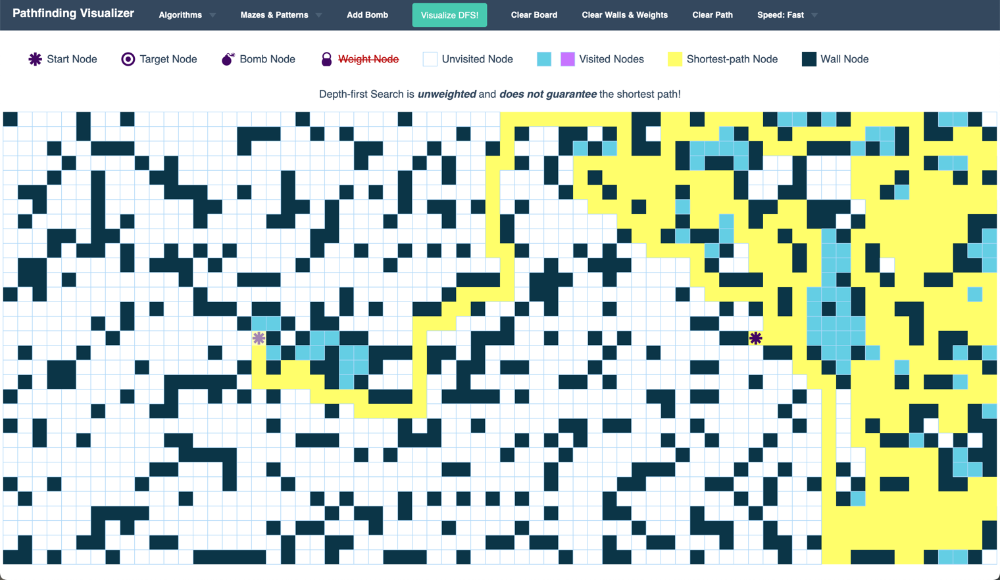 Pathfinding Visualizer
Algorithms
Mazes & Patterns
Add Bomb
Visualize DFS!
Clear Board
Clear Walls & Weights
Clear Path
Speed: Fast
Start Node
Target Node
Bomb Node
Weight Node
Unvisited Node
Visited Nodes
Shortest-path Node
Wall Node
Depth-first Search is unweighted and does not guarantee the shortest path!